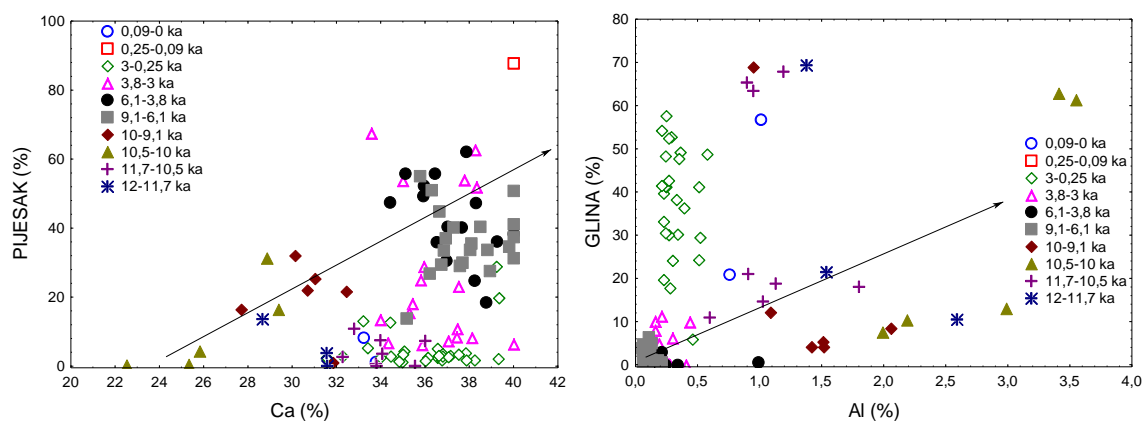 PIJESAK (%)
100
80
60
40
20
0
0,09-0 ka
0,25-0,09 ka
3-0,25 ka
3,8-3 ka
6,1-3,8 ka
9,1-6,1 ka
10-9,1 ka
10,5-10 ka
11,7-10,5 ka
12-11,7 ka
20 22 24 26 28 30 32 34 36 38 40 42
Ca (%)
GLINA (%)
80
70
60
50
40
30
20
10
0
0,09-0 ka
0,25-0,09 ka
3-0,25 ka
3,8-3 ka
6,1-3,8 ka
9,1-6,1 ka
10-9,1 ka
10,5-10 ka
11,7-10,5 ka
12-11,7 ka
0,0 0,5 1,0 1,5 2,0 2,5 3,0 3,5 4,0
Al (%)